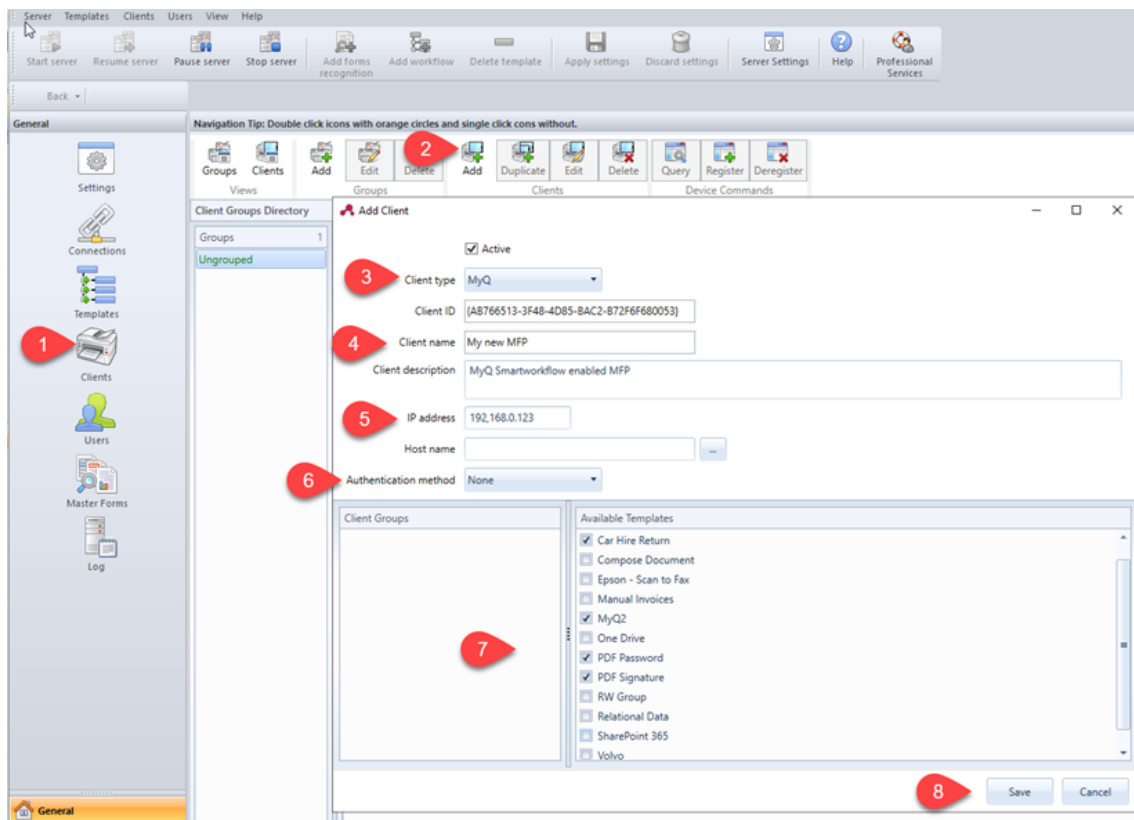 Server Templates Clients Users View Help
Start server Resume server Pause server Stop server Add forms recognition Add workflow Delete template Apply settings Discard settings Server Settings Help Professional Services
Back
General
Navigation Tip: Double click icons with orange circles and single click cons without.
Settings
Connections
Templates
1
Clients
Users
Master Forms
Log
General
2
Groups Clients Add Edit Delete Add Duplicate Edit Delete Query Register Deregister
Views Groups Clients Device Commands
Client Groups Directory
Groups 1
Ungrouped
Add Client
Active
3 Client type MyQ
Client ID {AB766513-3F48-4D85-BAC2-B72F6F680053}
4 Client name My new MFP
Client description MyQ Smartworkflow enabled MFP
5 IP address 192,168.0.123
Host name ...
6 Authentication method None
Client Groups
7
Available Templates
Car Hire Return
Compose Document
Epson - Scan to Fax
Manual Invoices
MyQ2
One Drive
PDF Password
PDF Signature
RW Group
Relational Data
SharePoint 365
Volvo
8 Save Cancel